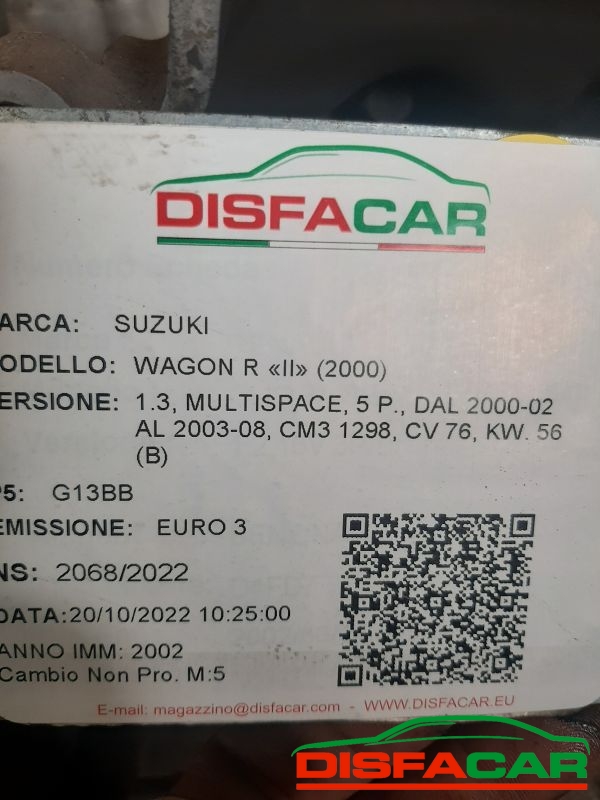 DISFACAR
ARCA: SUZUKI
ODELLO: WAGON R «II» (2000)
ERSIONE: 1.3, MULTISPACE, 5 P., DAL 2000-02
AL 2003-08, CM3 1298, CV 76, KW. 56
(B)
P5: G13BB
EMISSIONE: EURO 3
NS: 2068/2022
DATA:20/10/2022 10:25:00
ANNO IMM: 2002
Cambio Non Pro. M:5
E-mail: magazzino@disfacar.com - WWW.DISFACAR.EU
DISFACAR